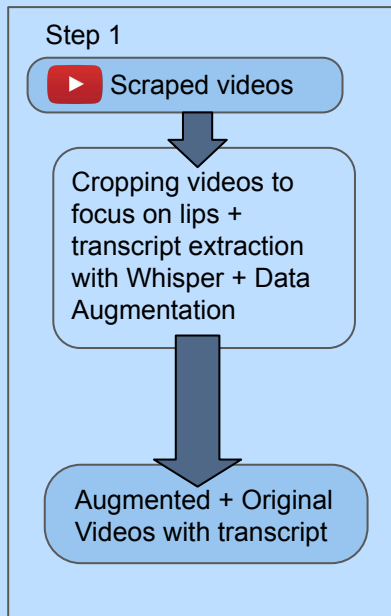 Step 1
Scraped videos
Cropping videos to
focus on lips +
transcript extraction
with Whisper + Data
Augmentation
Augmented + Original
Videos with transcript